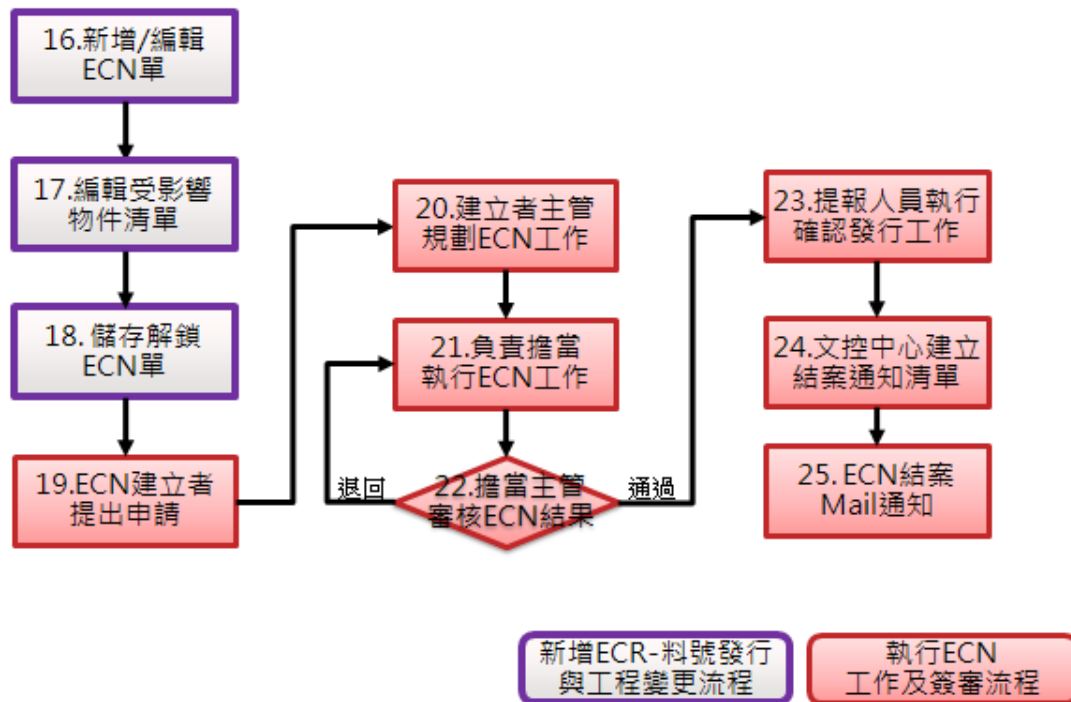 16.新增/編輯
ECN單
17.編輯受影響
物件清單
18.儲存解鎖
ECN單
19.ECN建立者
提出申請
20.建立者主管
規劃ECN工作
21.負責擔當
執行ECN工作
22.擔當主管
審核ECN結果
退回
通過
23.提報人員執行
確認發行工作
24.文控中心建立
結案通知清單
25.ECN結案
Mail通知
新增ECR-料號發行
與工程變更流程
執行ECN
工作及簽審流程